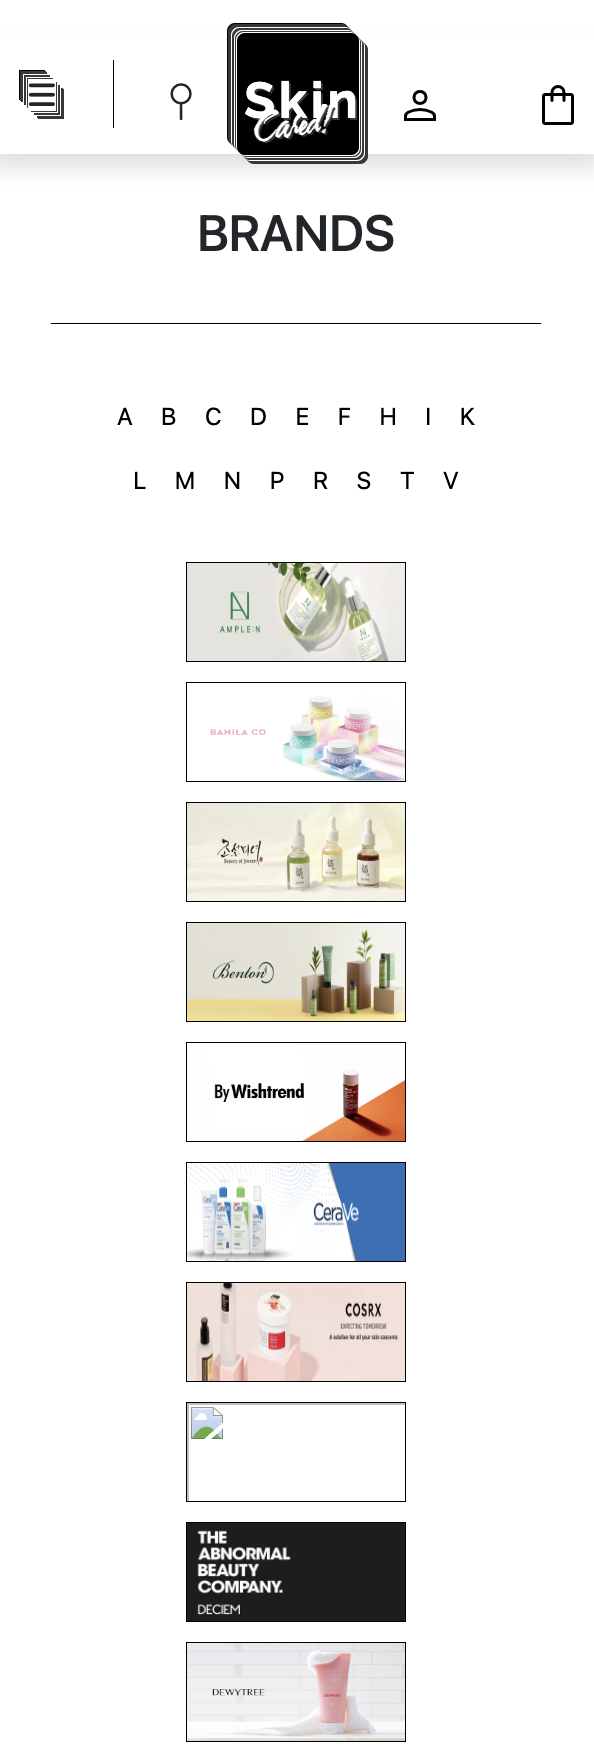 Skin
Cared!
BRANDS
A B C D E F H I K
L M N P R S T V
AMPLE:N
BANILA CO
조선미녀
Beauty of Joseon
Benton
By Wishtrend
CeraVe
COSRX
EXPECTING TOMORROW
A solution for all your skin concerns
THE
ABNORMAL
BEAUTY
COMPANY.
DECIEM
DEWYTREE